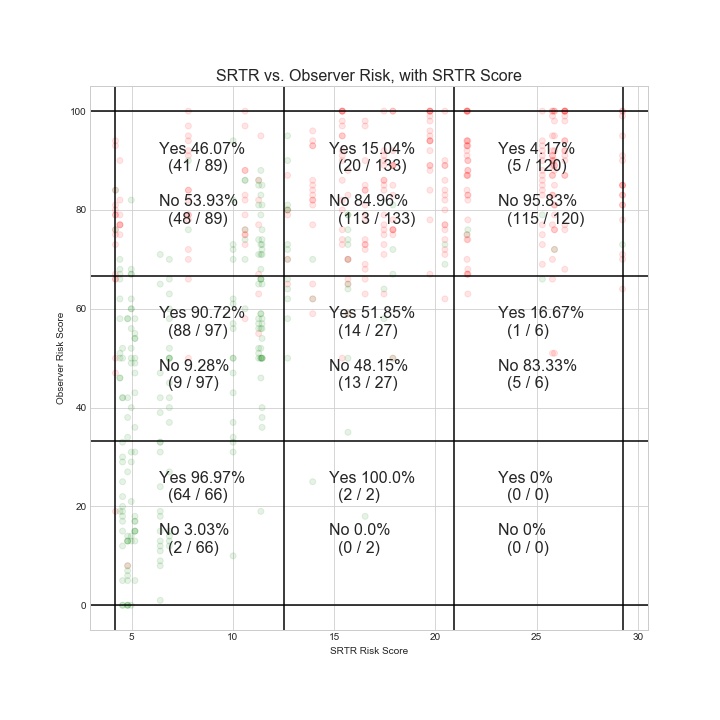 SRTR vs. Observer Risk, with SRTR Score
100
Yes 46.07%
(41 / 89)
Yes 15.04%
(20 / 133)
Yes 4.17%
(5 / 120)
No 53.93%
(48 / 89)
No 84.96%
(113 / 133)
No 95.83%
(115 / 120)
80
60
Yes 90.72%
(88 / 97)
Yes 51.85%
(14 / 27)
Yes 16.67%
(1 / 6)
No 9.28%
(9 / 97)
No 48.15%
(13 / 27)
No 83.33%
(5 / 6)
Observer Risk Score
40
Yes 96.97%
(64 / 66)
Yes 100.0%
(2 / 2)
Yes 0%
(0 / 0)
20
No 3.03%
(2 / 66)
No 0.0%
(0 / 2)
No 0%
(0 / 0)
0
5 10 15 20 25 30
SRTR Risk Score